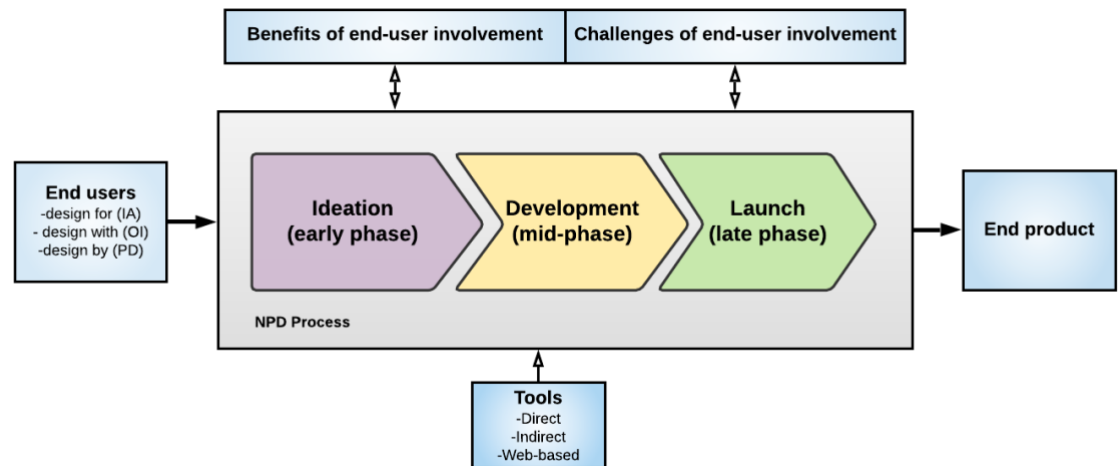 Benefits of end-user involvement
Challenges of end-user involvement
End users
-design for (IA)
- design with (OI)
-design by (PD)
Ideation
(early phase)
Development
(mid-phase)
Launch
(late phase)
NPD Process
End product
Tools
-Direct
-Indirect
-Web-based